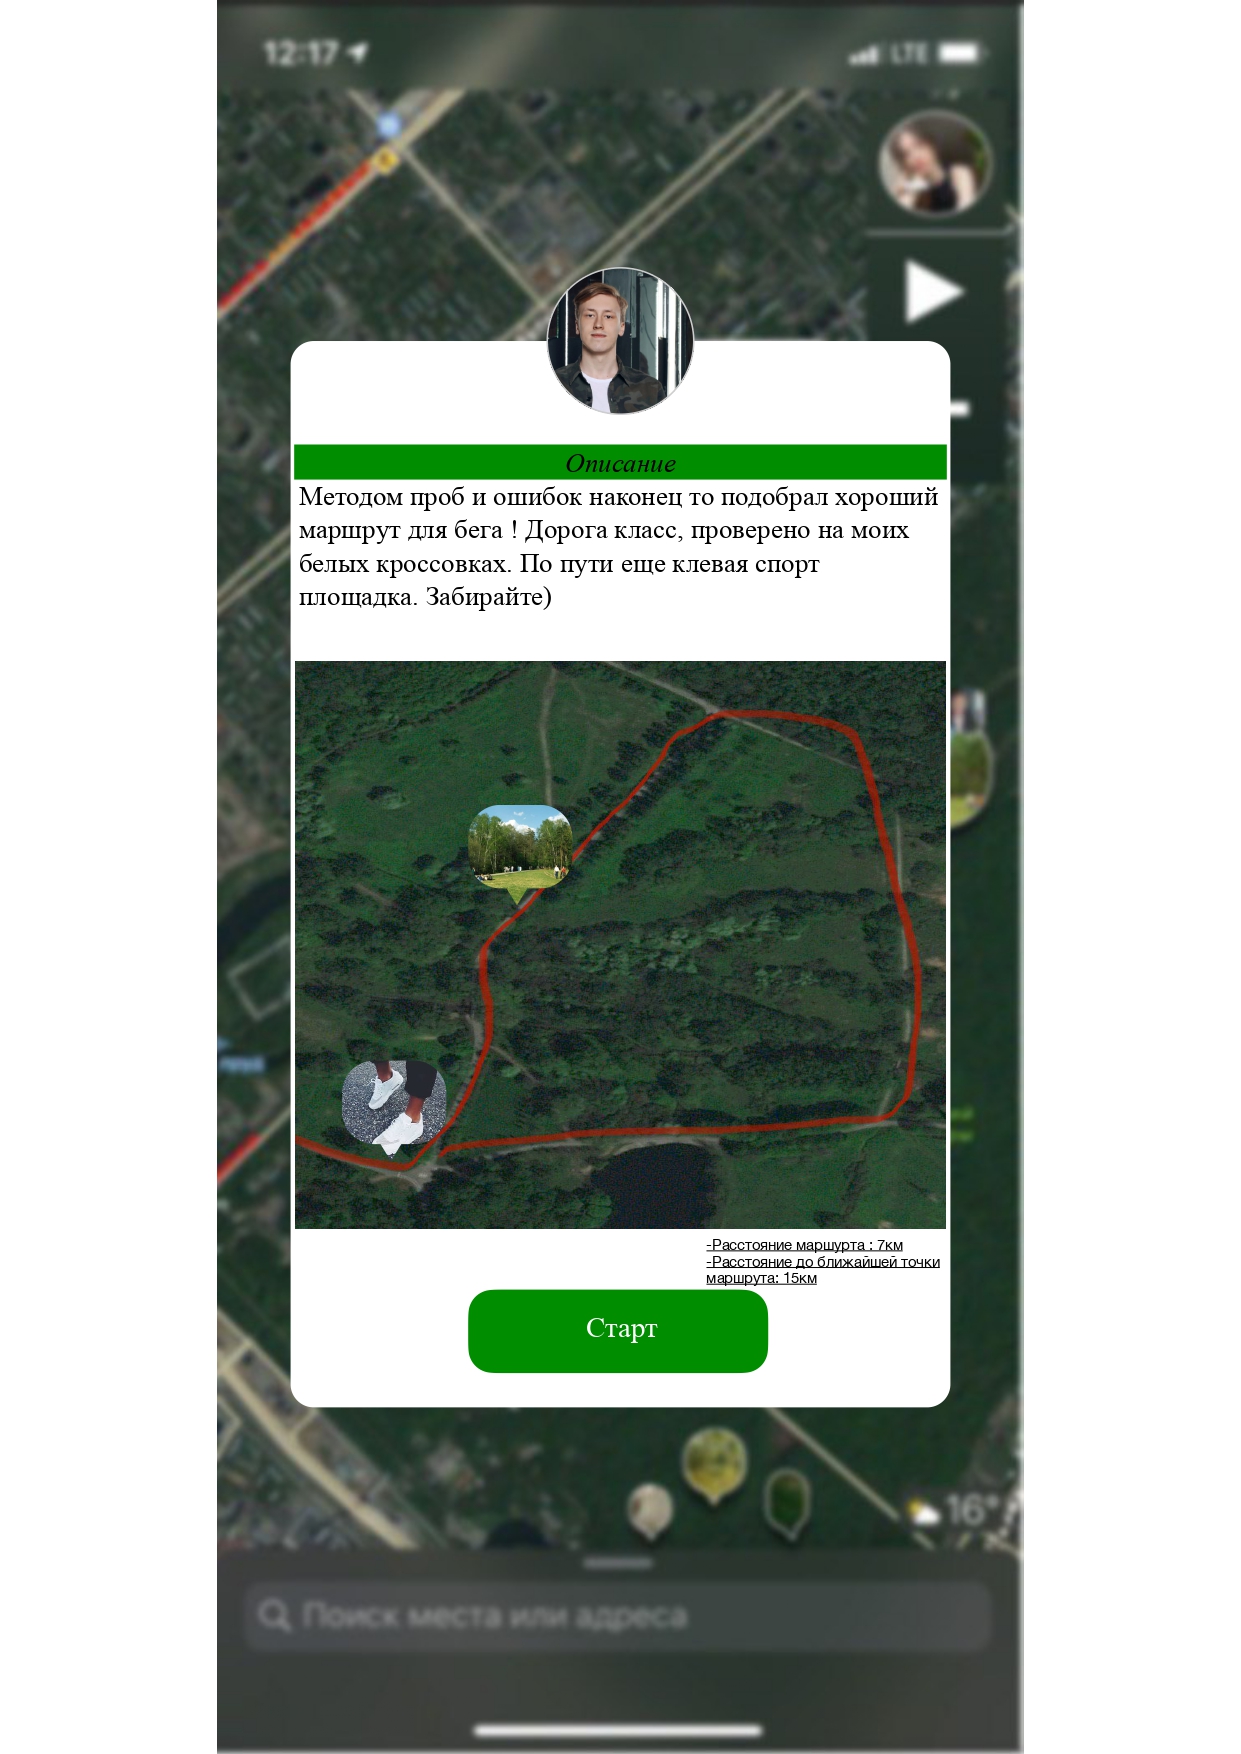 12:17
LTE
Описание
Методом проб и ошибок наконец то подобрал хороший
маршрут для бега ! Дорога класс, проверено на моих
белых кроссовках. По пути еще клевая спорт
площадка. Забирайте)
-Расстояние маршурта : 7км
-Расстояние до ближайшей точки
маршрута: 15км
Старт
16°
Поиск места или адреса